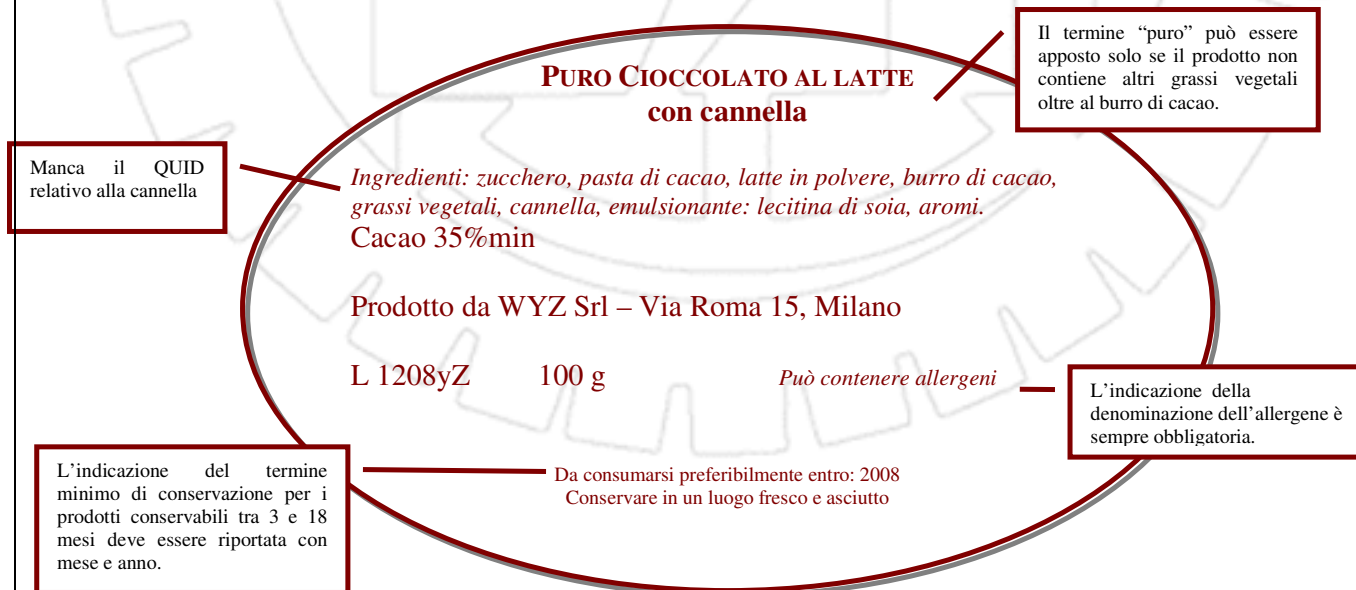 Il termine “puro” può essere
apposto solo se il prodotto non
contiene altri grassi vegetali
oltre al burro di cacao.
PURO CIOCCOLATO AL LATTE
con cannella
Manca il QUID
relativo alla cannella
Ingredienti: zucchero, pasta di cacao, latte in polvere, burro di cacao,
grassi vegetali, cannella, emulsionante: lecitina di soia, aromi.
Cacao 35%min
Prodotto da WYZ Srl – Via Roma 15, Milano
L 1208yZ 100 g Può contenere allergeni
L’indicazione della
denominazione dell’allergene è
sempre obbligatoria.
L’indicazione del termine
minimo di conservazione per i
prodotti conservabili tra 3 e 18
mesi deve essere riportata con
mese e anno.
Da consumarsi preferibilmente entro: 2008
Conservare in un luogo fresco e asciutto